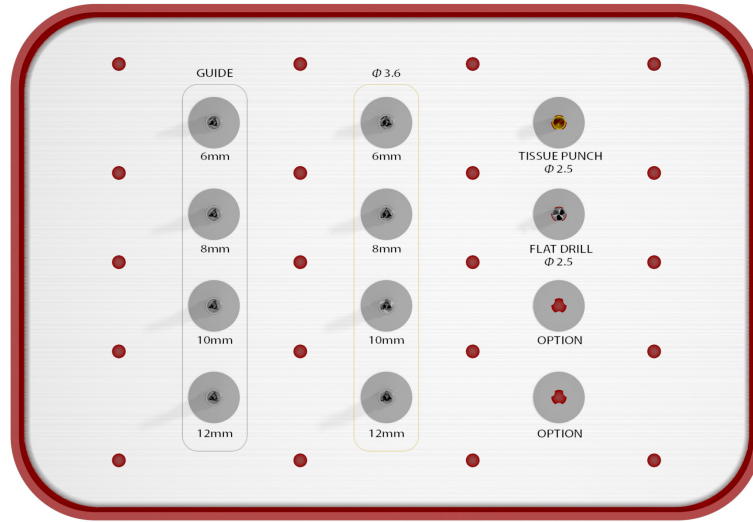 GUIDE
Φ 3.6
6mm
6mm
TISSUE PUNCH
Φ 2.5
8mm
8mm
FLAT DRILL
Φ 2.5
10mm
10mm
OPTION
12mm
12mm
OPTION